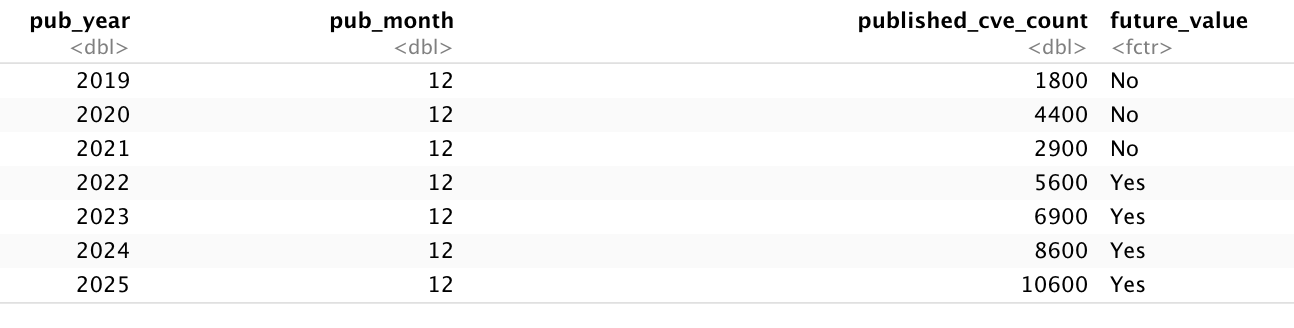 pub_year pub_month published_cve_count future_value
<dbl> <dbl> <dbl> <fctr>
2019 12 1800 No
2020 12 4400 No
2021 12 2900 No
2022 12 5600 Yes
2023 12 6900 Yes
2024 12 8600 Yes
2025 12 10600 Yes